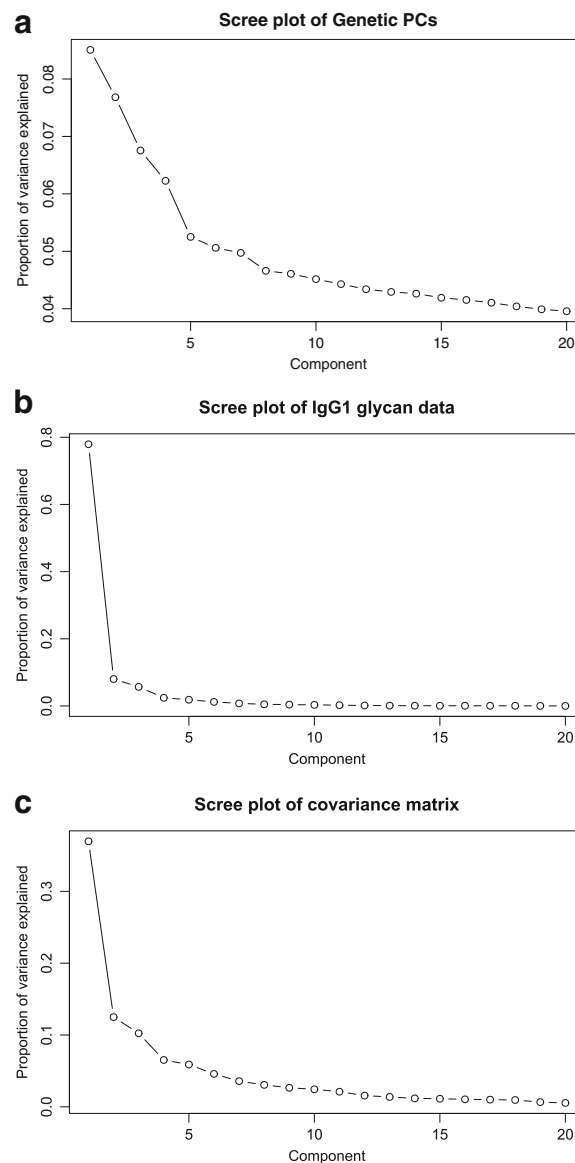 a
Scree plot of Genetic PCs
Proportion of variance explained
0.08
0.07
0.06
0.05
0.04
5 10 15 20
Component
b
Scree plot of IgG1 glycan data
Proportion of variance explained
0.8
0.6
0.4
0.2
0.0
5 10 15 20
Component
c
Scree plot of covariance matrix
Proportion of variance explained
0.3
0.2
0.1
0.0
5 10 15 20
Component